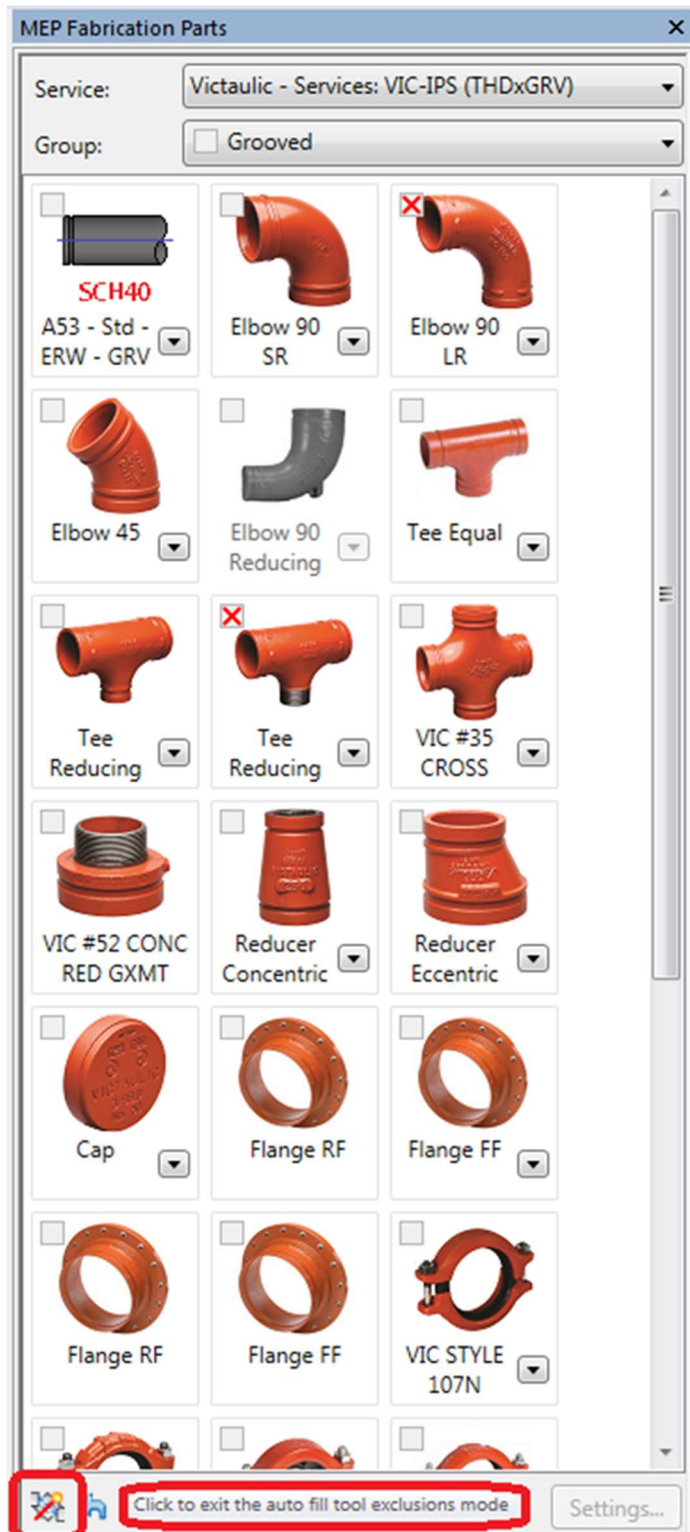 MEP Fabrication Parts
Service:
Victaulic - Services: VIC-IPS (THDxGRV)
Group:
Grooved
SCH40
A53 - Std -
ERW - GRV
Elbow 90
SR
Elbow 90
LR
Elbow 45
Elbow 90
Reducing
Tee Equal
Tee
Reducing
Tee
Reducing
VIC #35
CROSS
VIC #52 CONC
RED GXMT
Reducer
Concentric
Reducer
Eccentric
Cap
Flange RF
Flange FF
Flange RF
Flange FF
VIC STYLE
107N
Click to exit the auto fill tool exclusions mode
Settings...